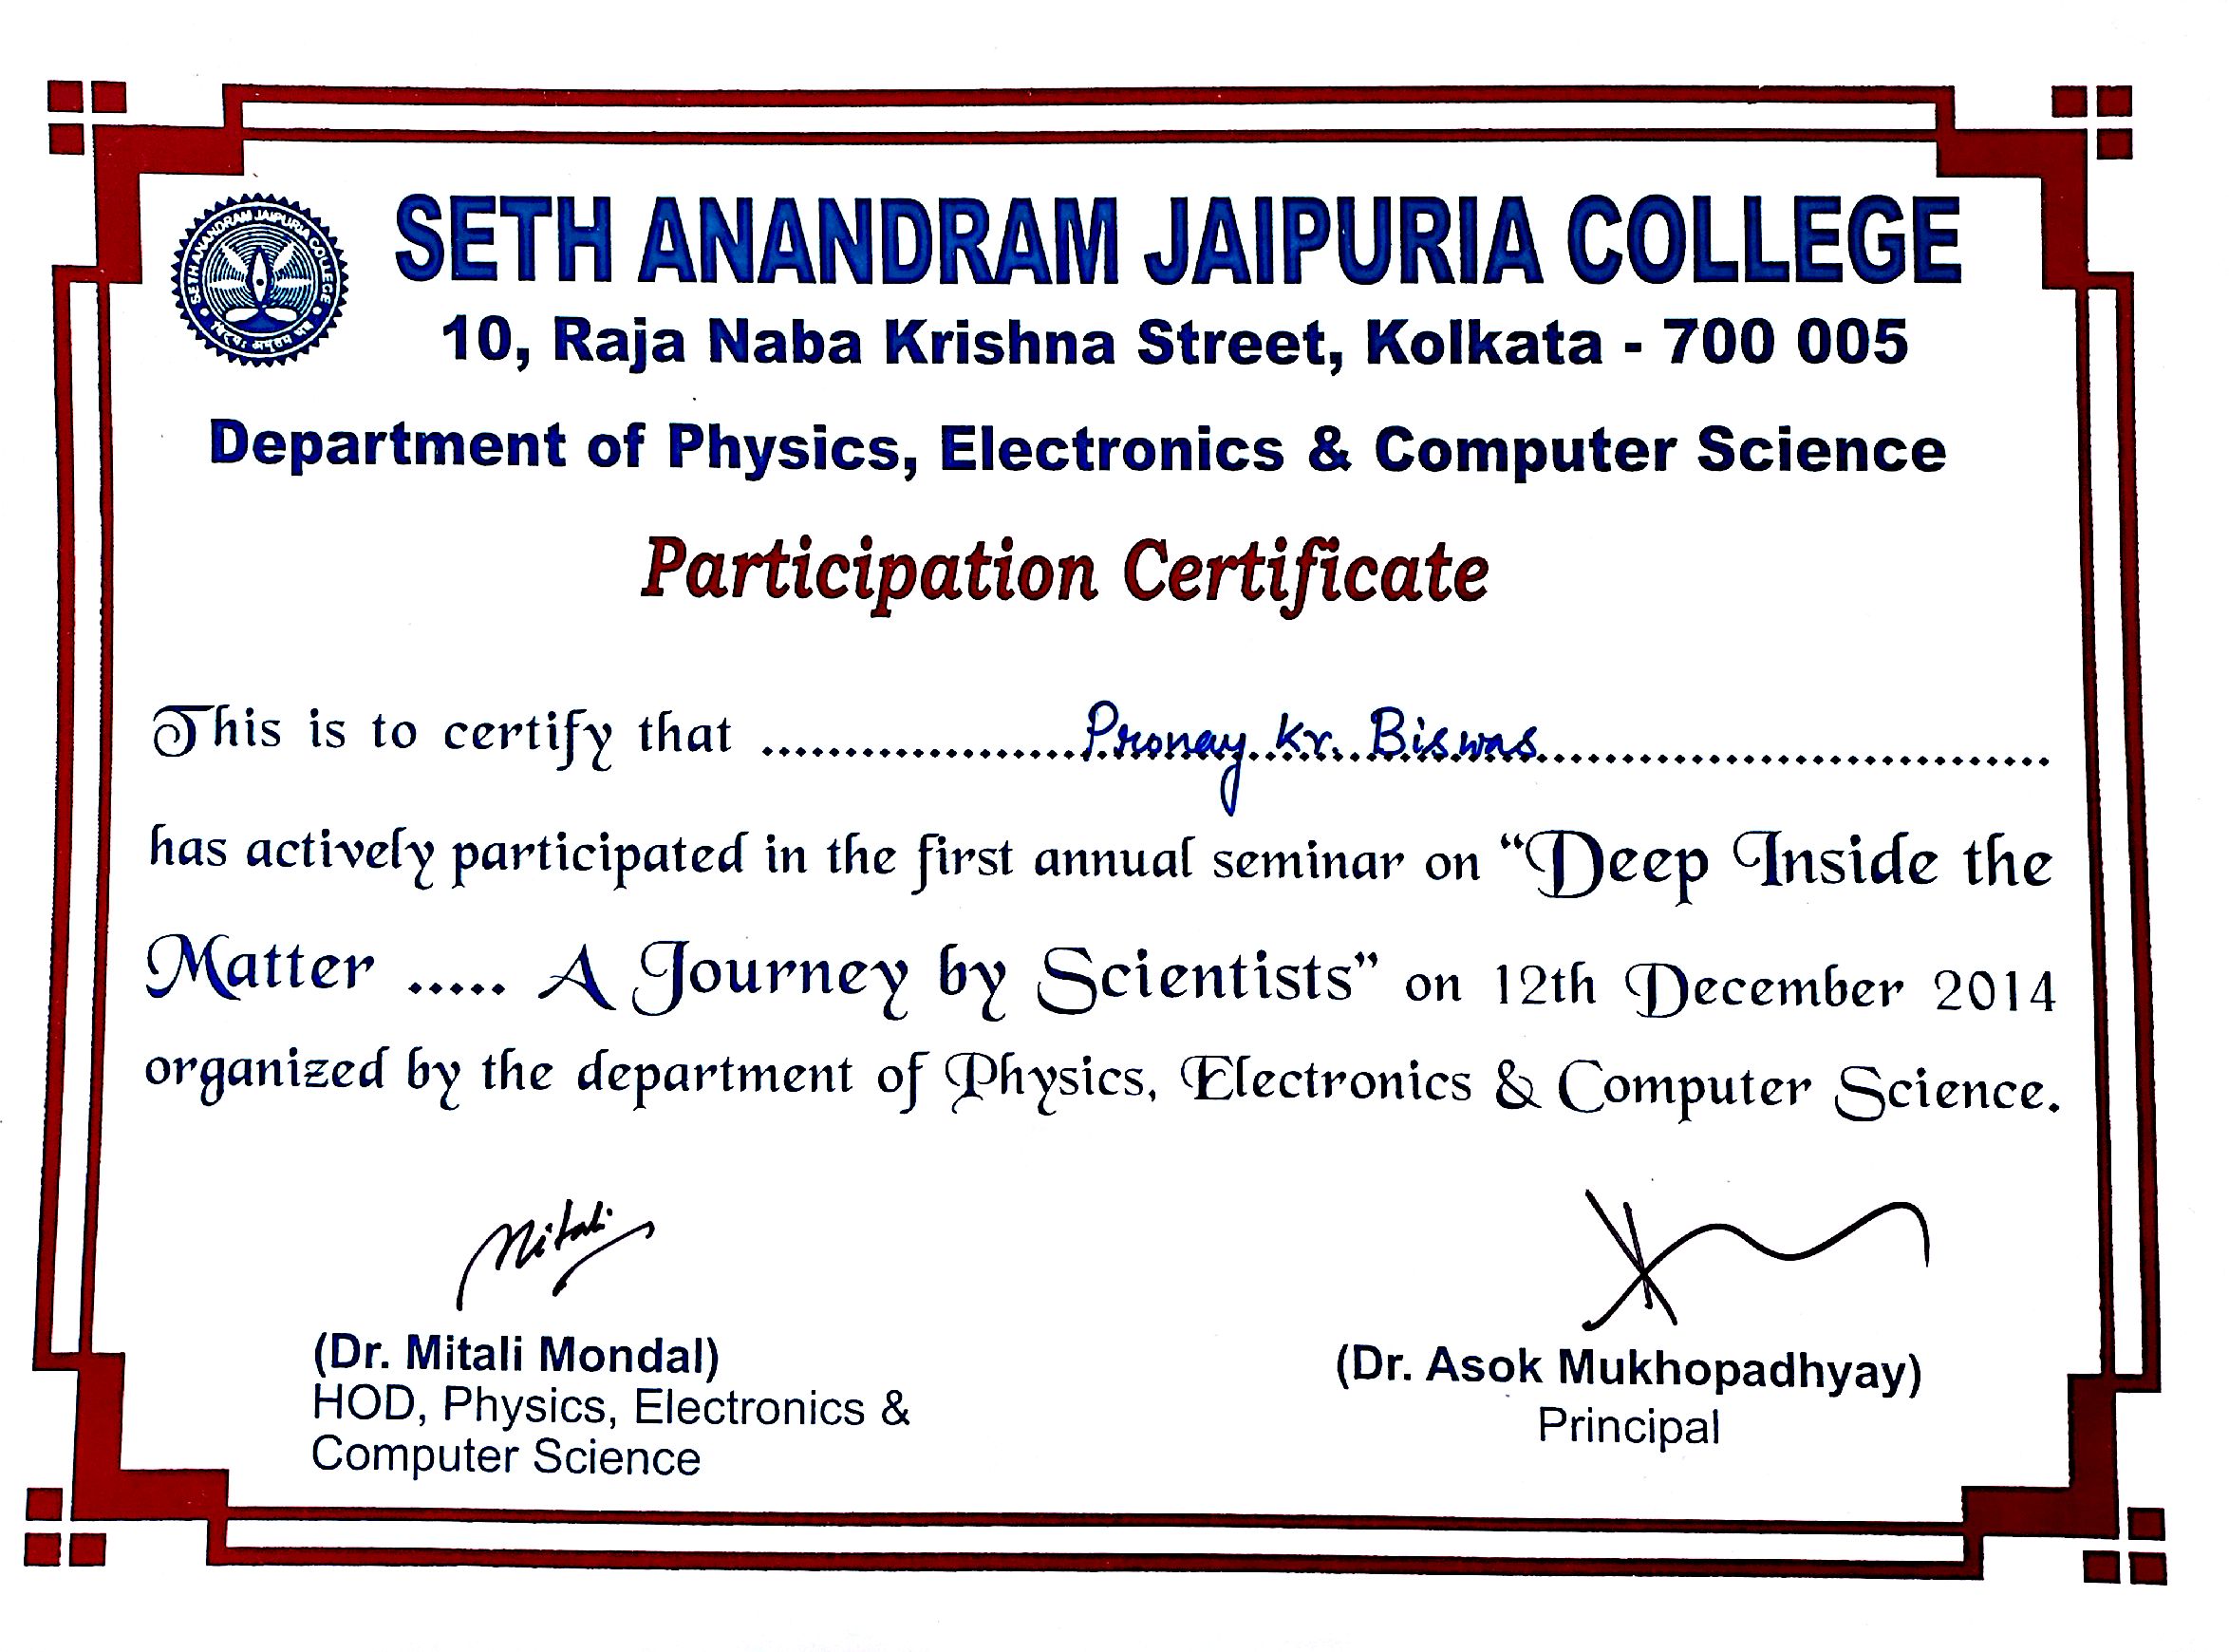 SETH ANANDRAM JAIPURIA COLLEGE
SETH ANANDRAM JAIPURIA COLLEGE
10, Raja Naba Krishna Street, Kolkata - 700 005
Department of Physics, Electronics & Computer Science
Participation Certificate
This is to certify that ........ Pronay Kr. Biswas ........
has actively participated in the first annual seminar on “Deep Inside the
Matter ..... A Journey by Scientists” on 12th December 2014
organized by the department of Physics, Electronics & Computer Science.
Mitali
(Dr. Mitali Mondal)
HOD, Physics, Electronics &
Computer Science
(Dr. Asok Mukhopadhyay)
Principal